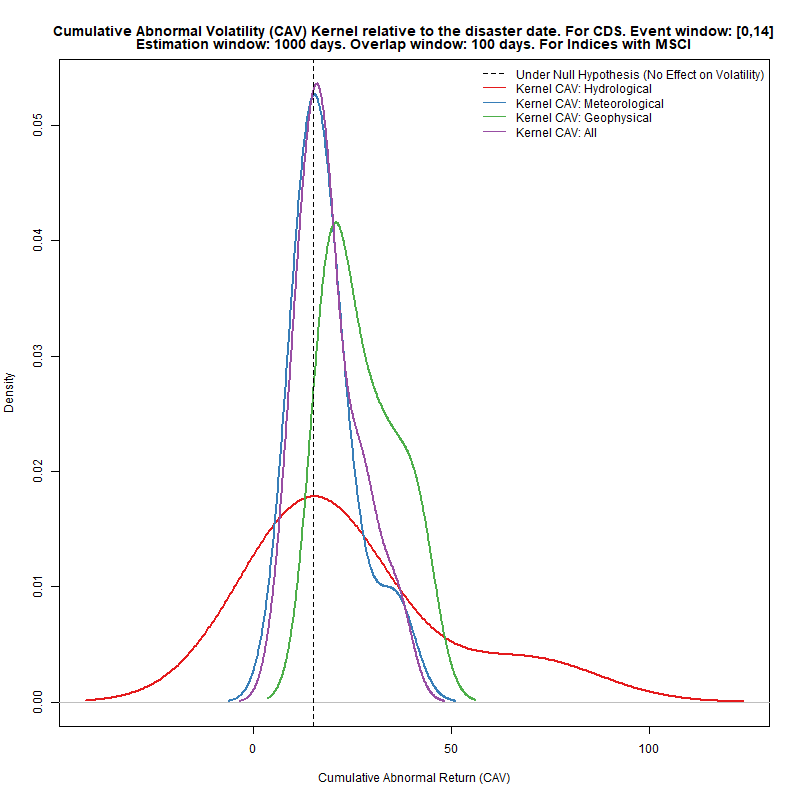 Cumulative Abnormal Volatility (CAV) Kernel relative to the disaster date. For CDS. Event window: [0,14]
Estimation window: 1000 days. Overlap window: 100 days. For Indices with MSCI
Under Null Hypothesis (No Effect on Volatility)
Kernel CAV: Hydrological
Kernel CAV: Meteorological
Kernel CAV: Geophysical
Kernel CAV: All
0.05
0.04
0.03
0.02
0.01
0.00
Density
0 50 100
Cumulative Abnormal Return (CAV)